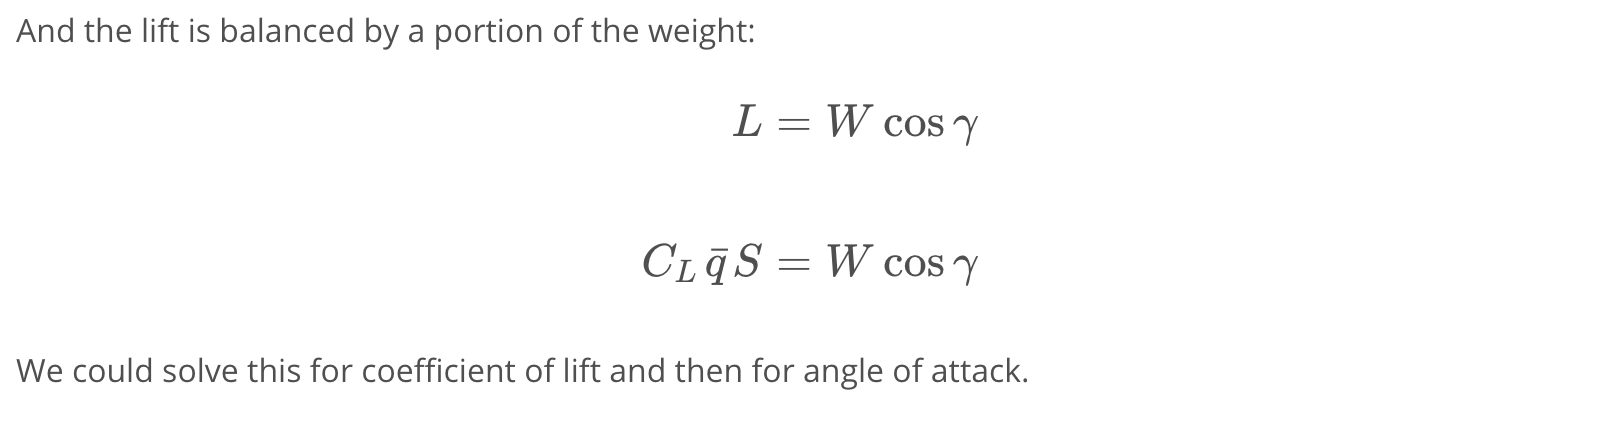 And the lift is balanced by a portion of the weight:
L = W cos γ
C_L q̄ S = W cos γ
We could solve this for coefficient of lift and then for angle of attack.